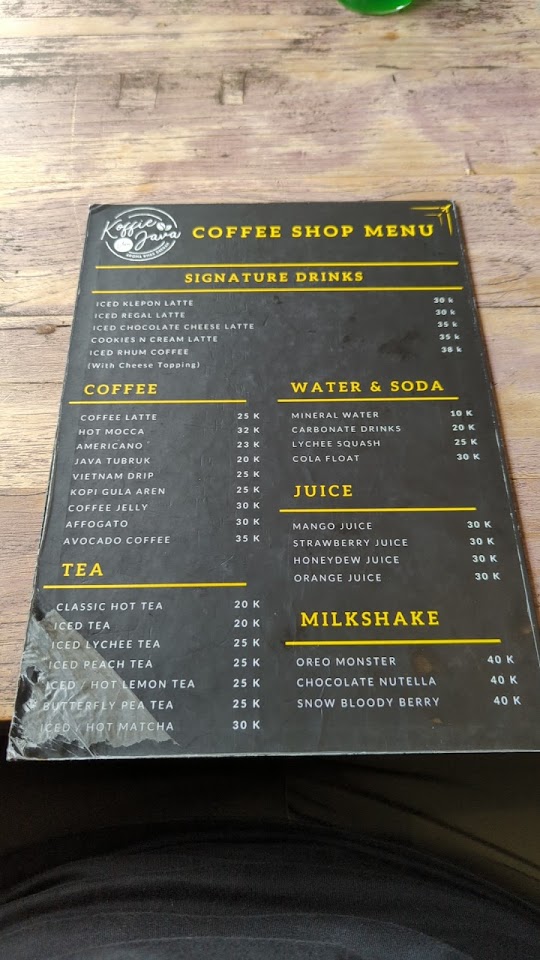 Koffie
Java
COFFEE SHOP MENU
SIGNATURE DRINKS
ICED KLEPON LATTE 30 k
ICED REGAL LATTE 30 k
ICED CHOCOLATE CHEESE LATTE 35 k
COOKIES N CREAM LATTE 35 k
ICED RHUM COFFEE 38 k
(With Cheese Topping)
COFFEE
COFFEE LATTE 25 K
HOT MOCCA 32 K
AMERICANO 23 K
JAVA TUBRUK 20 K
VIETNAM DRIP 25 K
KOPI GULA AREN 25 K
COFFEE JELLY 30 K
AFFOGATO 30 K
AVOCADO COFFEE 35 K
TEA
CLASSIC HOT TEA 20 K
ICED TEA 20 K
ICED LYCHEE TEA 25 K
ICED PEACH TEA 25 K
ICED / HOT LEMON TEA 25 K
BUTTERFLY PEA TEA 25 K
ICED / HOT MATCHA 30 K
WATER & SODA
MINERAL WATER 10 K
CARBONATE DRINKS 20 K
LYCHEE SQUASH 25 K
COLA FLOAT 30 K
JUICE
MANGO JUICE 30 K
STRAWBERRY JUICE 30 K
HONEYDEW JUICE 30 K
ORANGE JUICE 30 K
MILKSHAKE
OREO MONSTER 40 K
CHOCOLATE NUTELLA 40 K
SNOW BLOODY BERRY 40 K